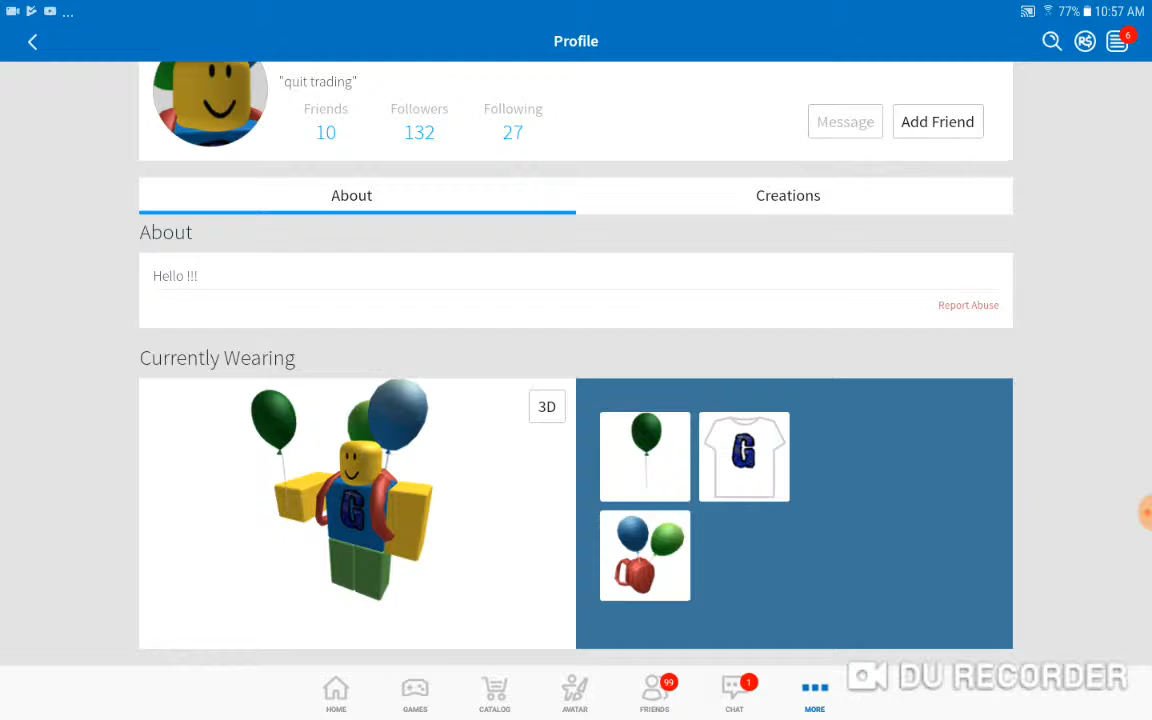 ... 77% 10:57 AM
Profile
R$ 6
"quit trading"
Friends Followers Following
10 132 27
Message Add Friend
About Creations
About
Hello !!!
Report Abuse
Currently Wearing
3D
G
G
99 1
HOME GAMES CATALOG AVATAR FRIENDS CHAT MORE
DU RECORDER